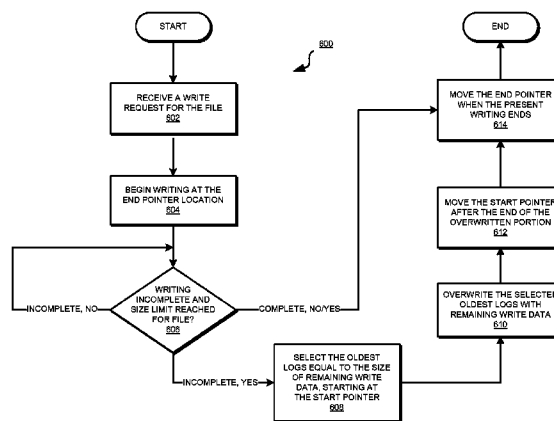 START
600
RECEIVE A WRITE
REQUEST FOR THE FILE
602
BEGIN WRITING AT THE
END POINTER LOCATION
604
WRITING
INCOMPLETE AND
SIZE LIMIT REACHED
FOR FILE?
606
INCOMPLETE, NO
COMPLETE, NO/YES
INCOMPLETE, YES
SELECT THE OLDEST
LOGS EQUAL TO THE SIZE
OF REMAINING WRITE
DATA, STARTING AT
THE START POINTER
608
OVERWRITE THE SELECTED
OLDEST LOGS WITH
REMAINING WRITE DATA
610
MOVE THE START POINTER
AFTER THE END OF THE
OVERWRITTEN PORTION
612
MOVE THE END POINTER
WHEN THE PRESENT
WRITING ENDS
614
END